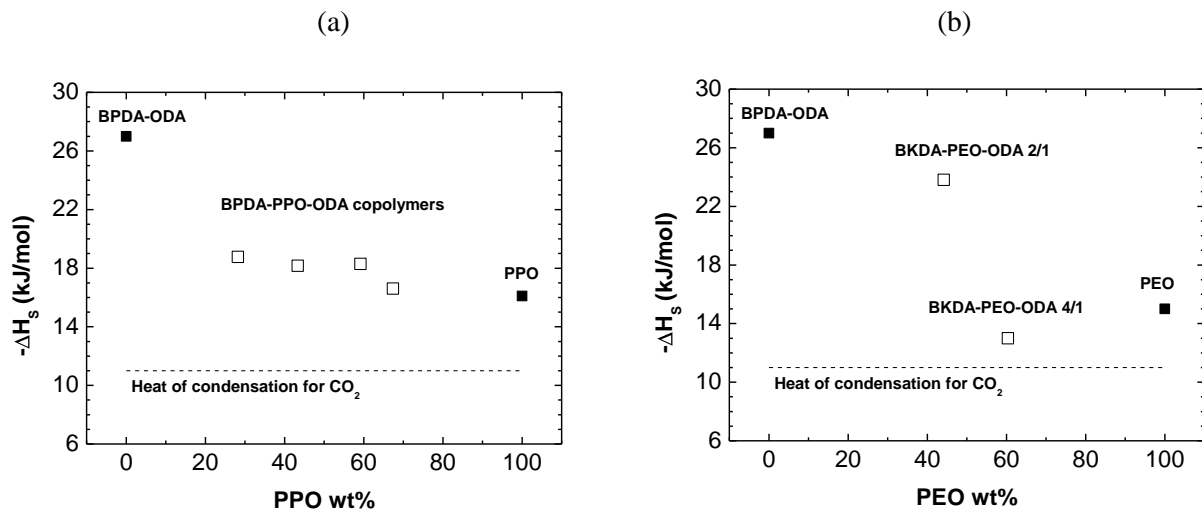 (a)
30
26
22
18
14
10
6
-ΔHₛ (kJ/mol)
BPDA-ODA
BPDA-PPO-ODA copolymers
PPO
Heat of condensation for CO₂
0 20 40 60 80 100
PPO wt%
(b)
30
26
22
18
14
10
6
-ΔHₛ (kJ/mol)
BPDA-ODA
BKDA-PEO-ODA 2/1
PEO
BKDA-PEO-ODA 4/1
Heat of condensation for CO₂
0 20 40 60 80 100
PEO wt%